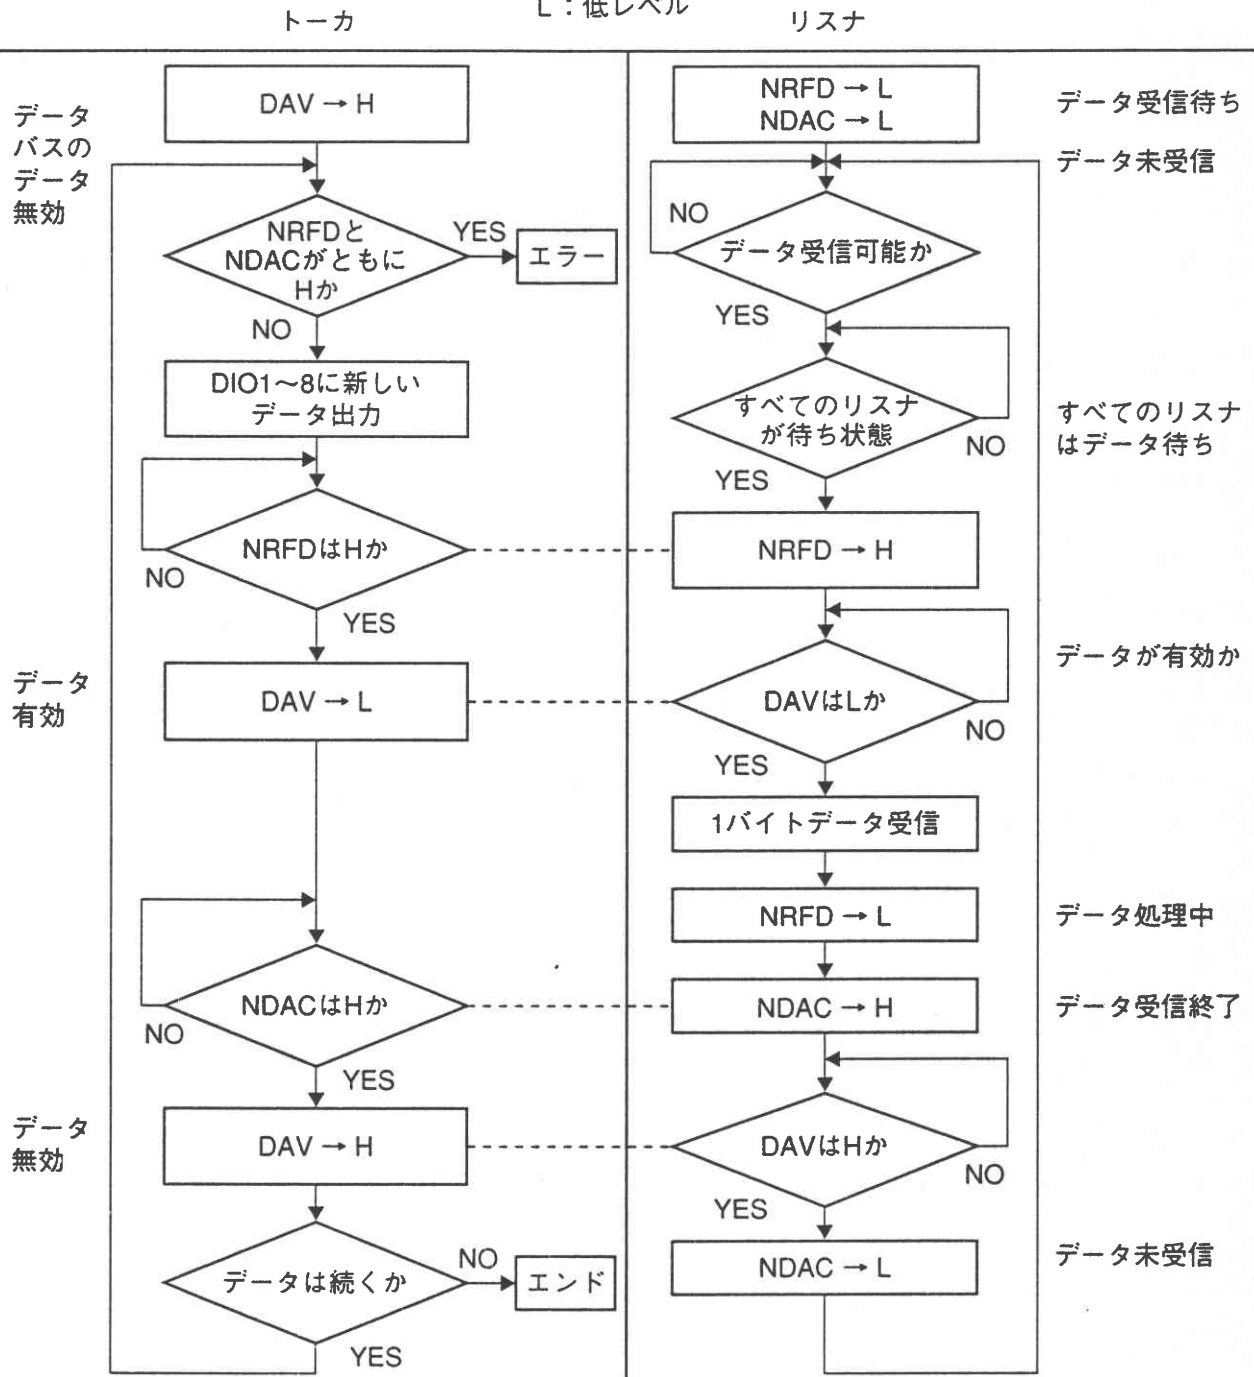 L：低レベル
トーカ
リスナ
データ
バスの
データ
無効
DAV → H
NRFDと
NDACがともに
Hか
YES
エラー
NO
DIO1〜8に新しい
データ出力
NRFDはHか
NO
YES
データ
有効
DAV → L
NDACはHか
NO
YES
データ
無効
DAV → H
データは続くか
NO
エンド
YES
NRFD → L
NDAC → L
データ受信待ち
データ未受信
NO
データ受信可能か
YES
すべてのリスナ
が待ち状態
NO
すべてのリスナ
はデータ待ち
YES
NRFD → H
データが有効か
DAVはLか
NO
YES
1バイトデータ受信
NRFD → L
データ処理中
NDAC → H
データ受信終了
DAVはHか
NO
YES
NDAC → L
データ未受信